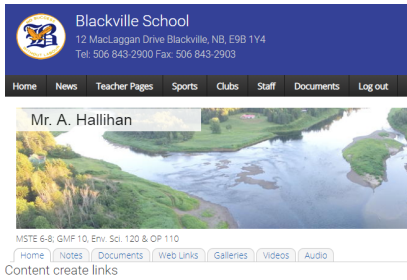 Blackville School
12 MacLaggan Drive Blackville, NB, E9B 1Y4
Tel: 506 843-2900 Fax: 506 843-2903
Home News Teacher Pages Sports Clubs Staff Documents Log out
Mr. A. Hallihan
MSTE 6-8; GMF 10, Env. Sci. 120 & OP 110
Home Notes Documents Web Links Galleries Videos Audio
Content create links